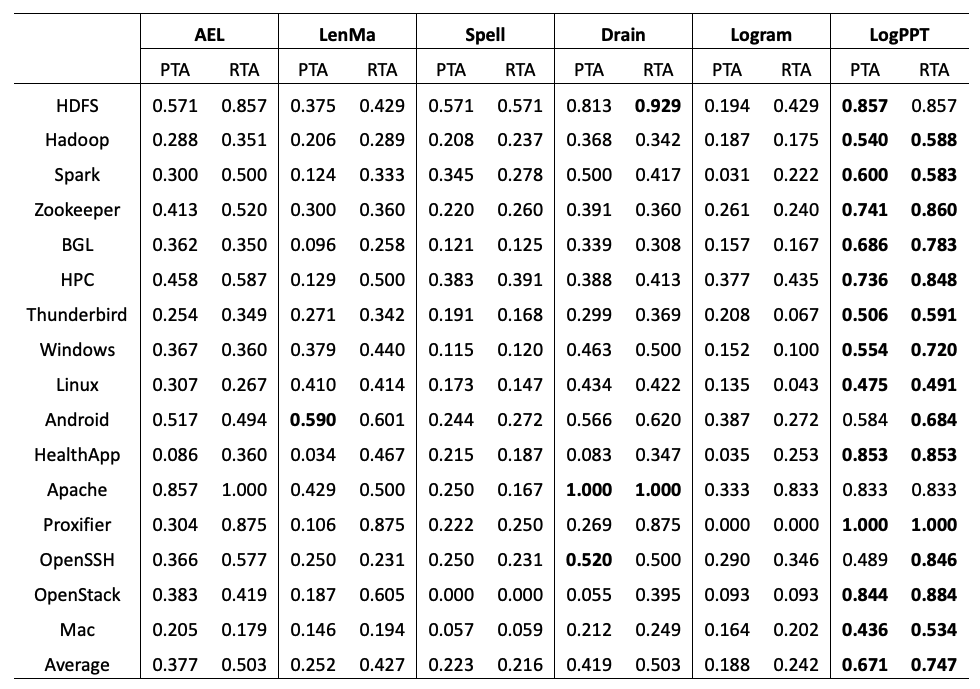 AEL LenMa Spell Drain Logram LogPPT
PTA RTA PTA RTA PTA RTA PTA RTA PTA RTA PTA RTA
HDFS 0.571 0.857 0.375 0.429 0.571 0.571 0.813 0.929 0.194 0.429 0.857 0.857
Hadoop 0.288 0.351 0.206 0.289 0.208 0.237 0.368 0.342 0.187 0.175 0.540 0.588
Spark 0.300 0.500 0.124 0.333 0.345 0.278 0.500 0.417 0.031 0.222 0.600 0.583
Zookeeper 0.413 0.520 0.300 0.360 0.220 0.260 0.391 0.360 0.261 0.240 0.741 0.860
BGL 0.362 0.350 0.096 0.258 0.121 0.125 0.339 0.308 0.157 0.167 0.686 0.783
HPC 0.458 0.587 0.129 0.500 0.383 0.391 0.388 0.413 0.377 0.435 0.736 0.848
Thunderbird 0.254 0.349 0.271 0.342 0.191 0.168 0.299 0.369 0.208 0.067 0.506 0.591
Windows 0.367 0.360 0.379 0.440 0.115 0.120 0.463 0.500 0.152 0.100 0.554 0.720
Linux 0.307 0.267 0.410 0.414 0.173 0.147 0.434 0.422 0.135 0.043 0.475 0.491
Android 0.517 0.494 0.590 0.601 0.244 0.272 0.566 0.620 0.387 0.272 0.584 0.684
HealthApp 0.086 0.360 0.034 0.467 0.215 0.187 0.083 0.347 0.035 0.253 0.853 0.853
Apache 0.857 1.000 0.429 0.500 0.250 0.167 1.000 1.000 0.333 0.833 0.833 0.833
Proxifier 0.304 0.875 0.106 0.875 0.222 0.250 0.269 0.875 0.000 0.000 1.000 1.000
OpenSSH 0.366 0.577 0.250 0.231 0.250 0.231 0.520 0.500 0.290 0.346 0.489 0.846
OpenStack 0.383 0.419 0.187 0.605 0.000 0.000 0.055 0.395 0.093 0.093 0.844 0.884
Mac 0.205 0.179 0.146 0.194 0.057 0.059 0.212 0.249 0.164 0.202 0.436 0.534
Average 0.377 0.503 0.252 0.427 0.223 0.216 0.419 0.503 0.188 0.242 0.671 0.747